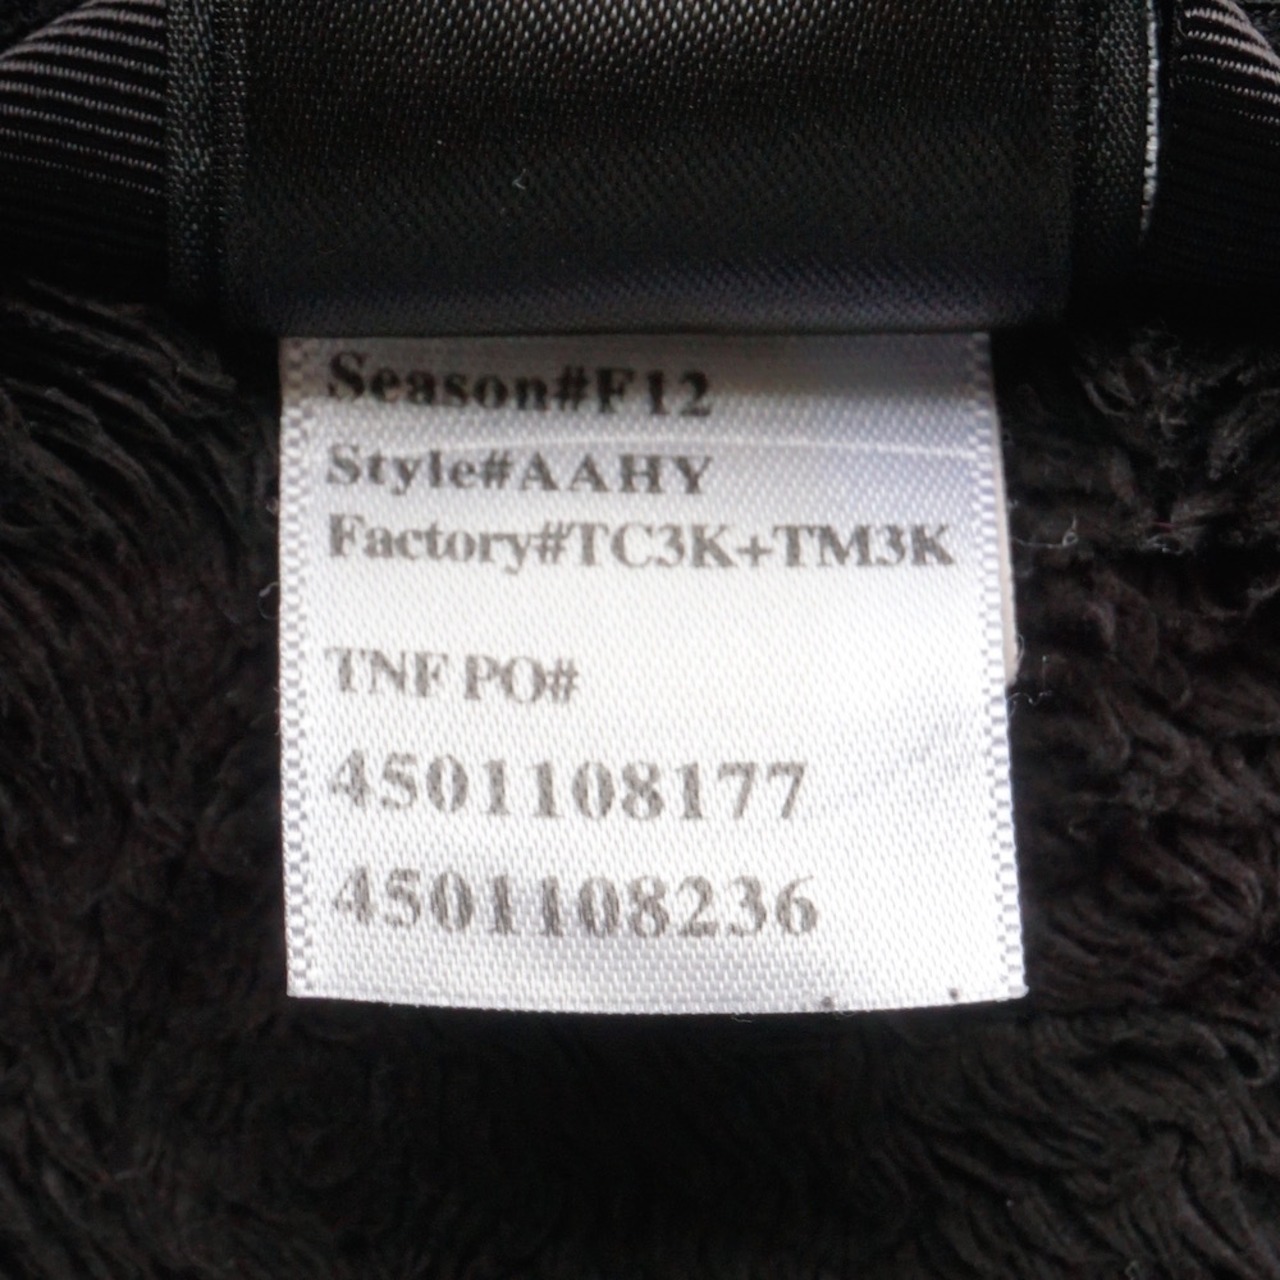 Season#F12
Style#AAHY
Factory#TC3K+TM3K
TNF PO#
4501108177
4501108236